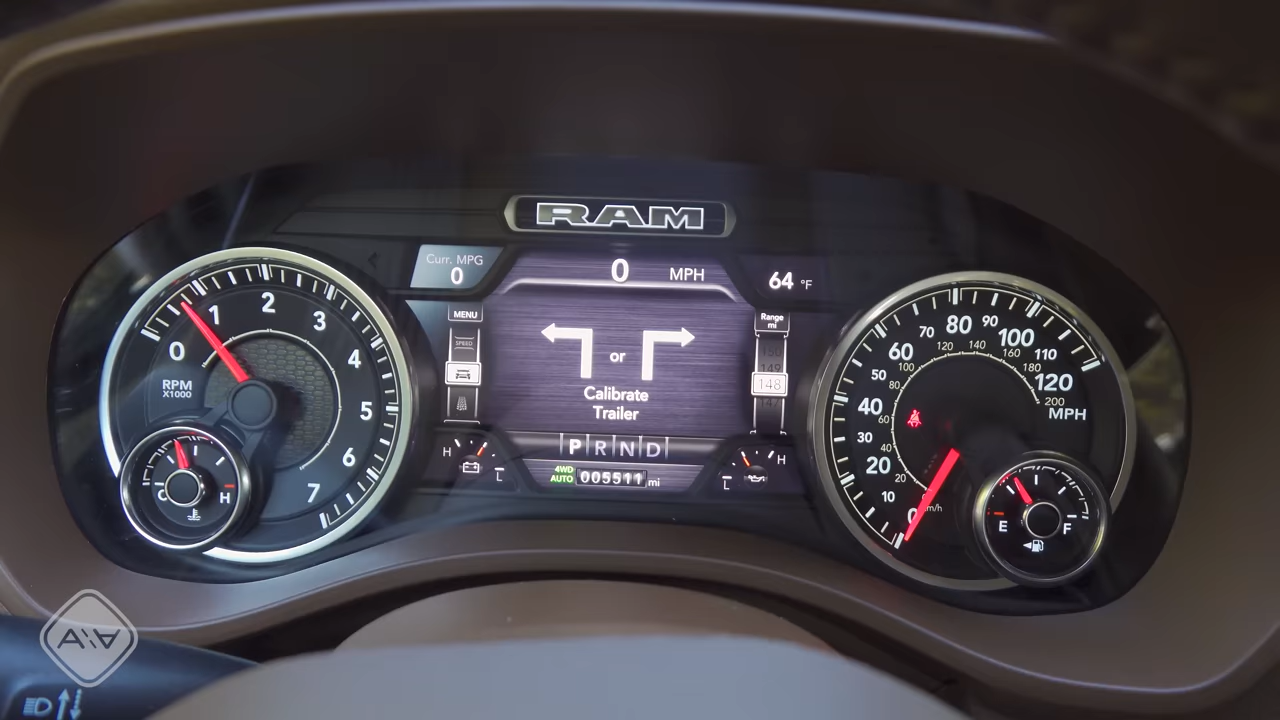 RAM
Curr. MPG
0
0 MPH
64 °F
MENU
SPEED
Range
mi
148
or
Calibrate
Trailer
P R N D
4WD
AUTO
005511 mi
H
L
H
L
0
1
2
3
4
5
6
7
RPM
X1000
C
H
0
10
20
30
40
50
60
70
80
90
100
110
120
MPH
20
60
80
100
120
140
160
180
200
km/h
E
F